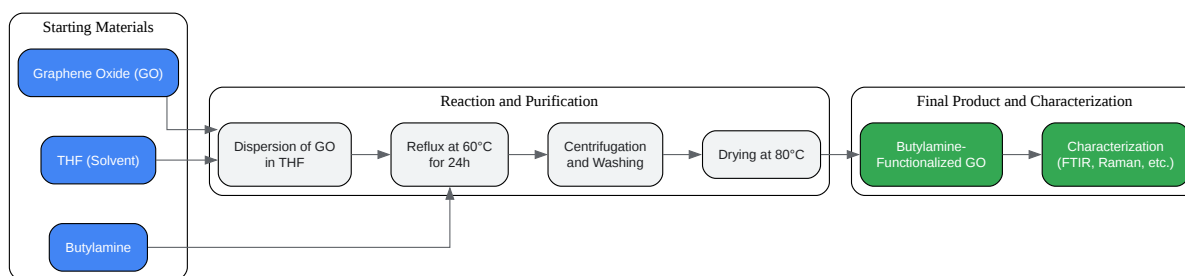 Starting Materials
Graphene Oxide (GO)
THF (Solvent)
Butylamine
Reaction and Purification
Dispersion of GO
in THF
Reflux at 60°C
for 24h
Centrifugation
and Washing
Drying at 80°C
Final Product and Characterization
Butylamine-
Functionalized GO
Characterization
(FTIR, Raman, etc.)